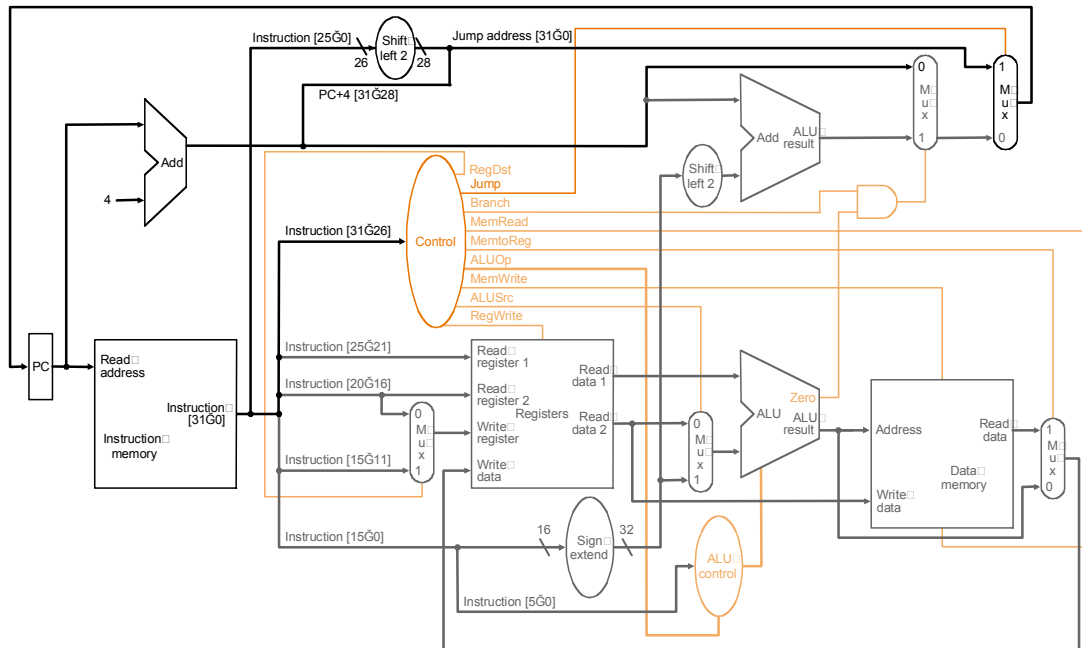 Instruction [25Ğ0]
26
Shift□
left 2
28
Jump address [31Ğ0]
PC+4 [31Ğ28]
Add
4
0
M□
u□
x
1
1
M□
u□
x
0
Add
ALU□
result
Shift□
left 2
RegDst
Jump
Branch
MemRead
MemtoReg
ALUOp
MemWrite
ALUSrc
RegWrite
Control
Instruction [31Ğ26]
PC
Read□
address
Instruction□
[31Ğ0]
Instruction□
memory
Instruction [25Ğ21]
Instruction [20Ğ16]
Instruction [15Ğ11]
Instruction [15Ğ0]
Instruction [5Ğ0]
0
M□
u□
x
1
Read□
register 1
Read□
register 2
Registers
Write□
register
Write□
data
Read□
data 1
Read□
data 2
0
M□
u□
x
1
Zero
ALU
ALU□
result
Address
Read□
data
Data□
memory
Write□
data
1
M□
u□
x
0
16
Sign□
extend
32
ALU□
control